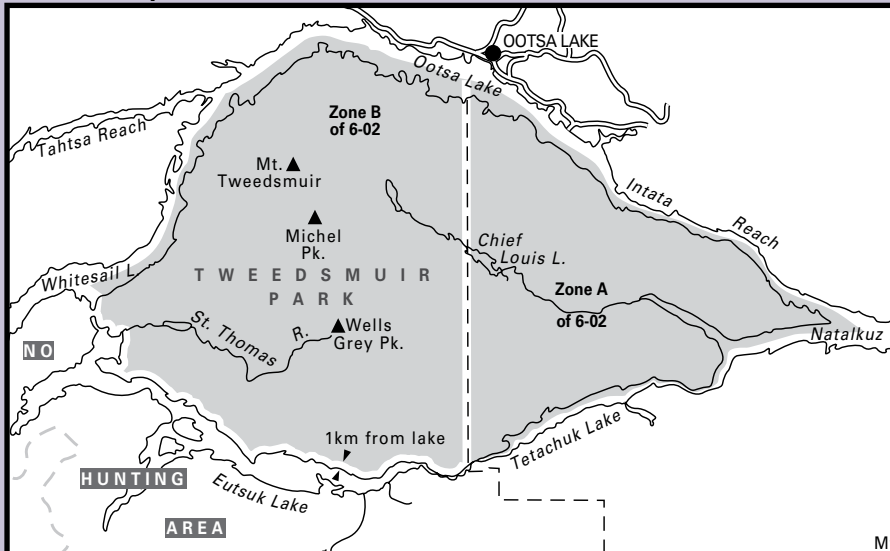 OOTSA LAKE
Ootsa Lake
Zone B
of 6-02
Tahtsa Reach
Mt.
Tweedsmuir
Intata
Reach
Michel
Pk.
Chief
Louis L.
Whitesail L.
TWEEDSMUIR
PARK
Zone A
of 6-02
St. Thomas R.
Wells
Grey Pk.
Natalkuz
NO
1km from lake
Tetachuk Lake
HUNTING
Eutsuk Lake
AREA
M